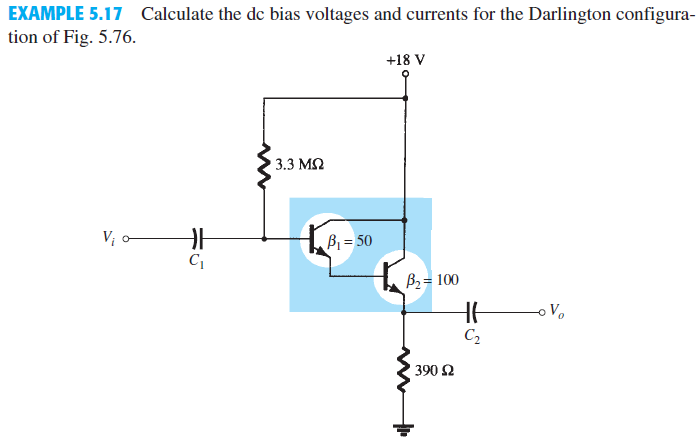 EXAMPLE 5.17 Calculate the dc bias voltages and currents for the Darlington configura-
tion of Fig. 5.76.
+18 V
3.3 MΩ
Vᵢ
C₁
β₁ = 50
β₂ = 100
C₂
Vₒ
390 Ω